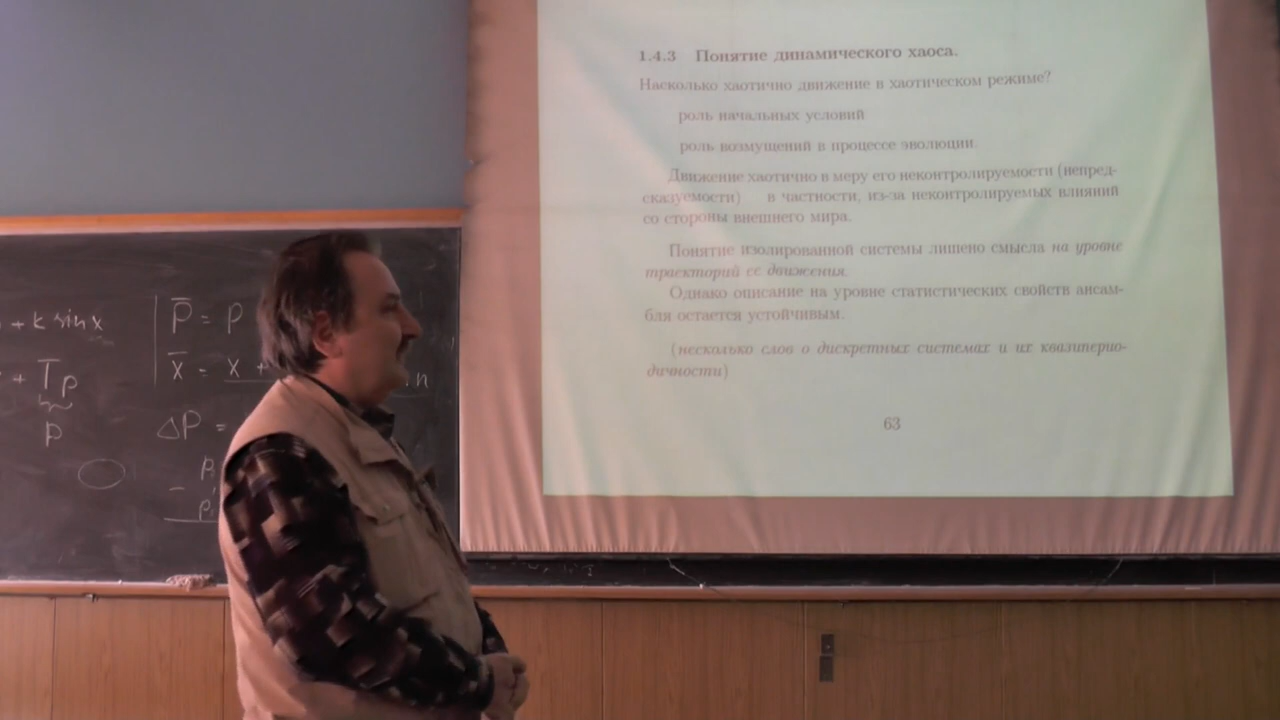 1.4.3 Понятие динамического хаоса.
Насколько хаотично движение в хаотическом режиме?
роль начальных условий
роль возмущений в процессе эволюции.
Движение хаотично в меру его неконтролируемости (непред-
сказуемости) в частности, из-за неконтролируемых влияний
со стороны внешнего мира.
Понятие изолированной системы лишено смысла на уровне
траекторий ее движения.
Однако описание на уровне статистических свойств ансам-
бля остается устойчивым.
(несколько слов о дискретных системах и их квазиперио-
дичности)
63
+ k sin x
+ Tp
p
p̅ = p
x̅ = x +
Δp =
p
- p